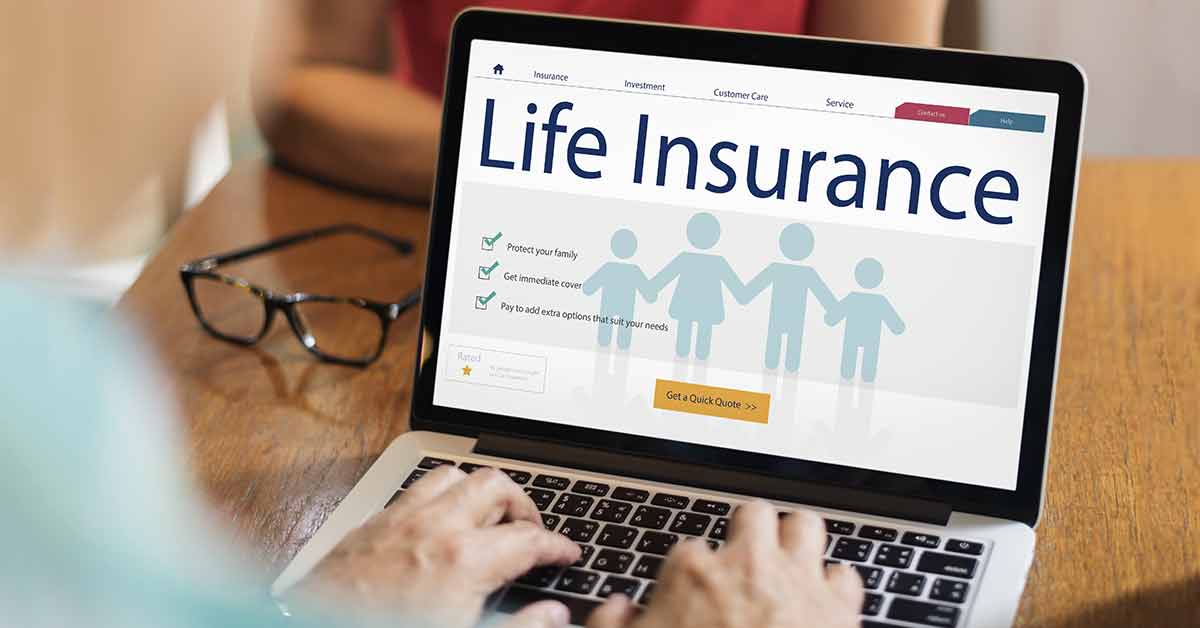 Insurance
Investment
Customer Care
Service
Contact us
Help
Life Insurance
Protect your family
Get immediate cover
Pay to add extra options that suit your needs
Rated
Get a Quick Quote >>